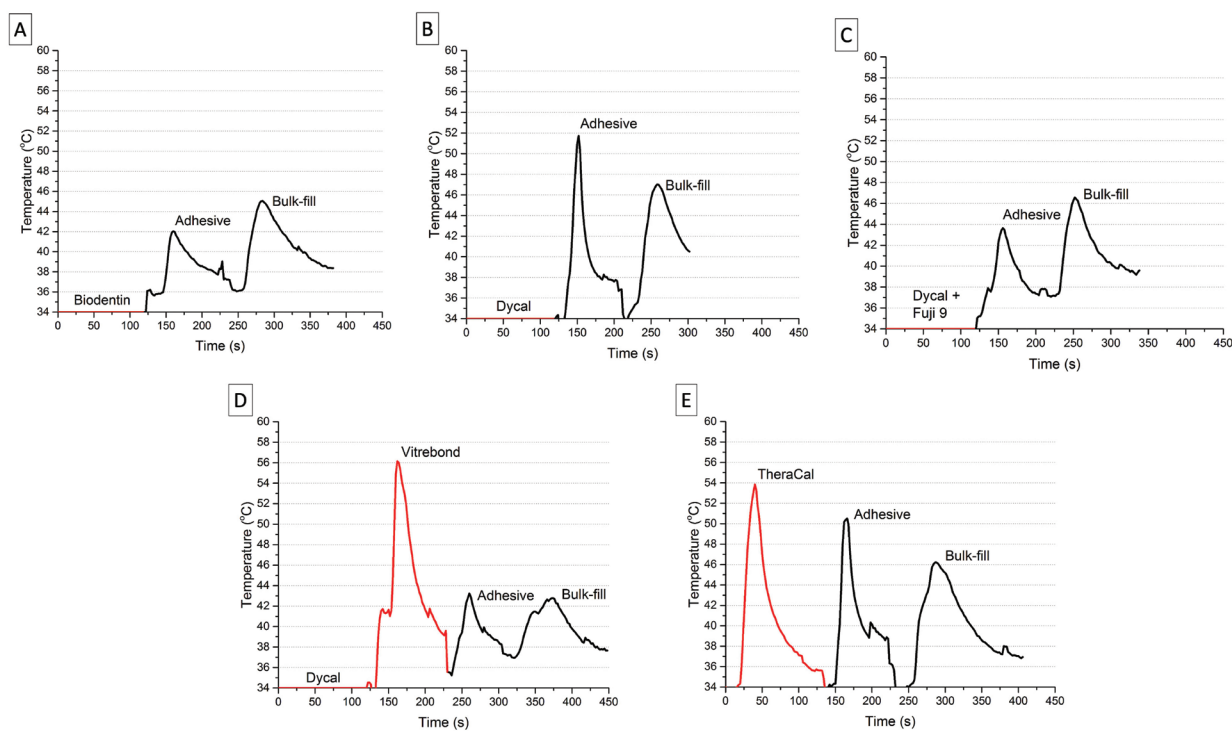 A
Temperature (°C)
60
58
56
54
52
50
48
46
44
42
40
38
36
34
Adhesive
Bulk-fill
Biodentin
0 50 100 150 200 250 300 350 400 450
Time (s)
B
Temperature (°C)
60
58
56
54
52
50
48
46
44
42
40
38
36
34
Adhesive
Bulk-fill
Dycal
0 50 100 150 200 250 300 350 400 450
Time (s)
C
Temperature (°C)
60
58
56
54
52
50
48
46
44
42
40
38
36
34
Bulk-fill
Adhesive
Dycal +
Fuji 9
0 50 100 150 200 250 300 350 400 450
Time (s)
D
Temperature (°C)
60
58
56
54
52
50
48
46
44
42
40
38
36
34
Vitrebond
Adhesive
Bulk-fill
Dycal
0 50 100 150 200 250 300 350 400 450
Time (s)
E
Temperature (°C)
60
58
56
54
52
50
48
46
44
42
40
38
36
34
TheraCal
Adhesive
Bulk-fill
0 50 100 150 200 250 300 350 400 450
Time (s)